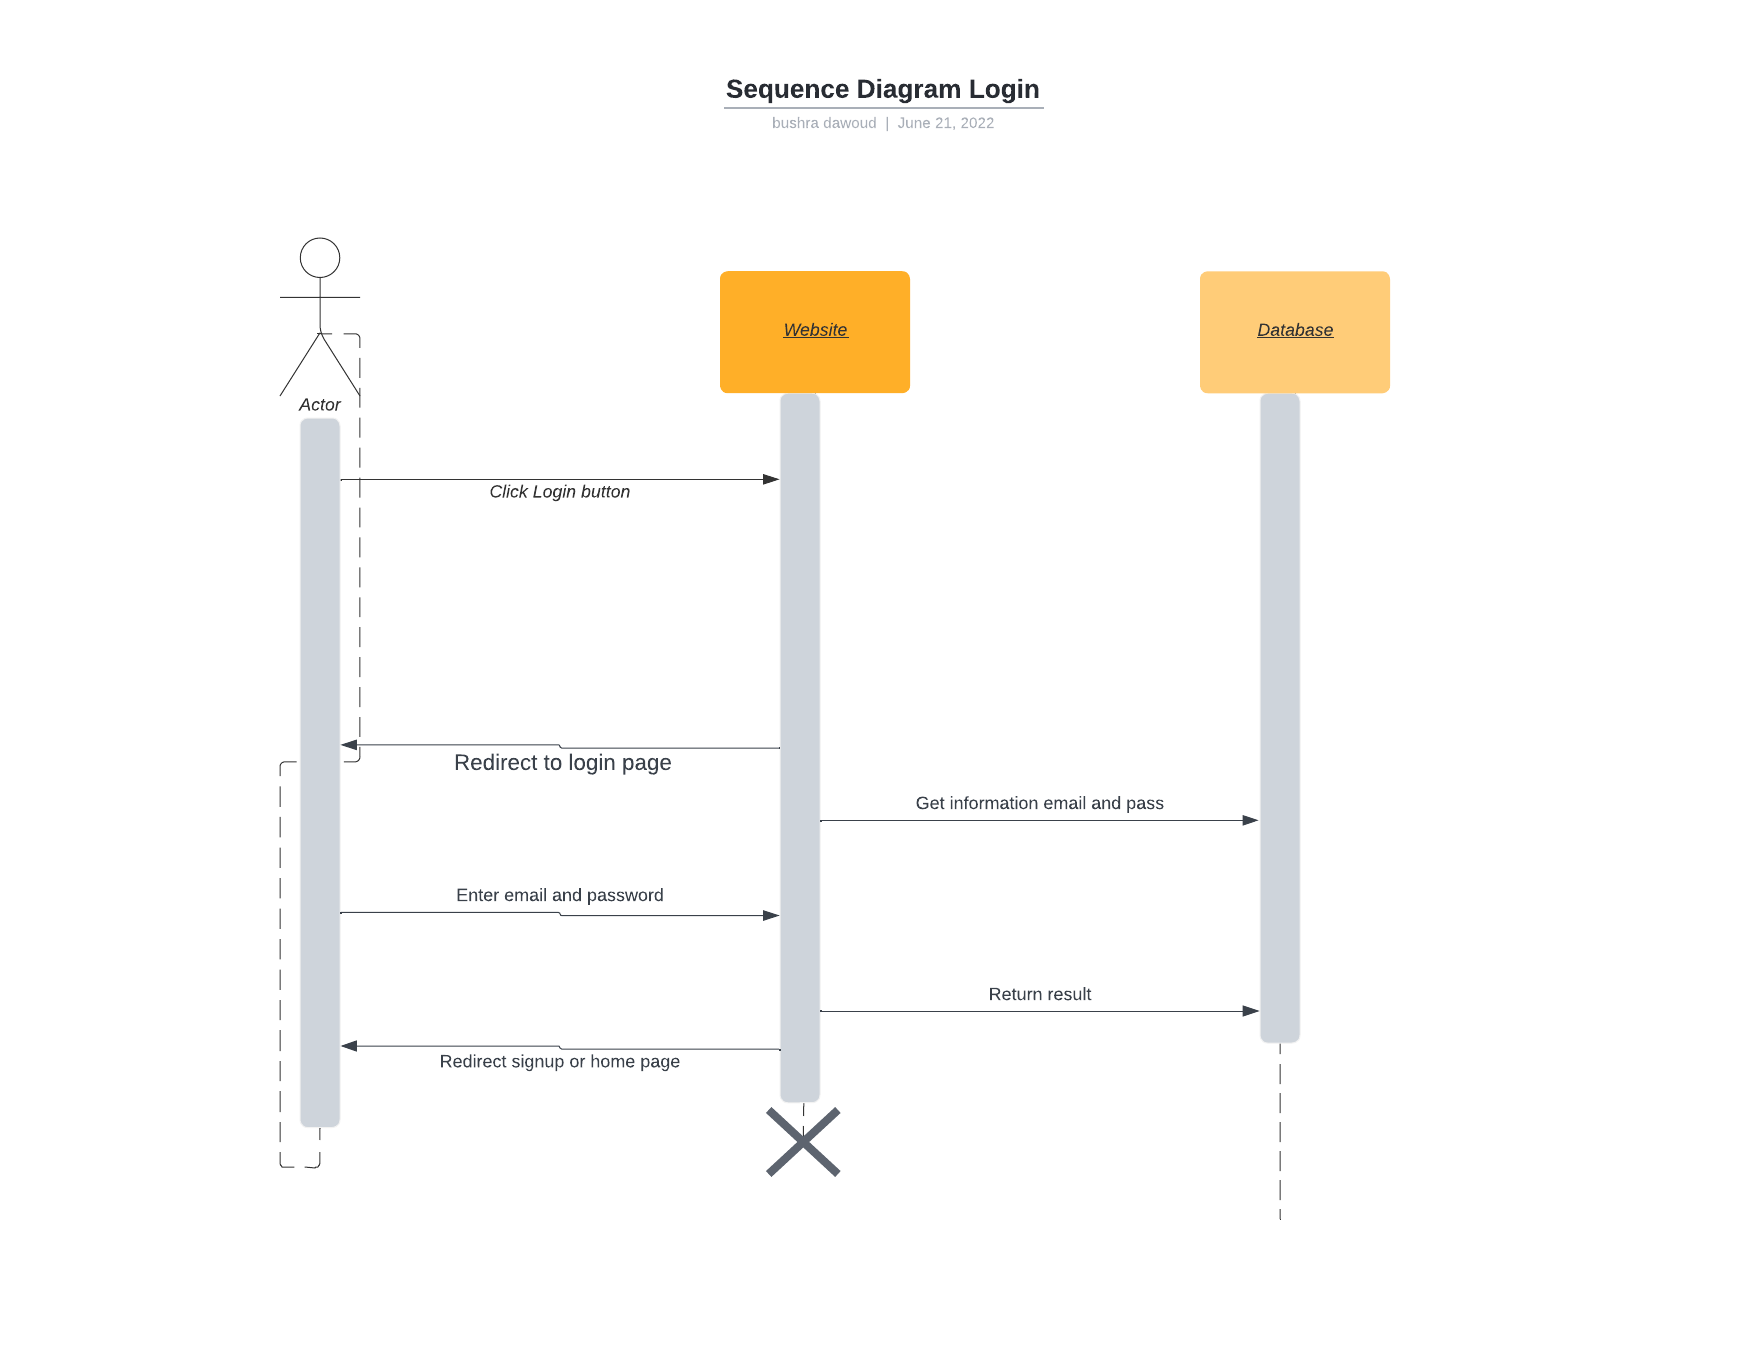 Sequence Diagram Login
bushra dawoud | June 21, 2022
Website
Database
Actor
Click Login button
Redirect to login page
Get information email and pass
Enter email and password
Return result
Redirect signup or home page